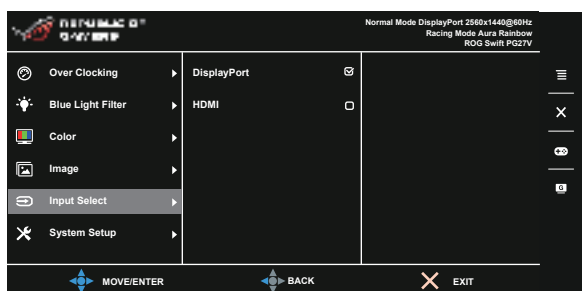 Normal Mode DisplayPort 2560x1440@60Hz
Racing Mode Aura Rainbow
ROG Swift PG27V
Over Clocking
DisplayPort
Blue Light Filter
HDMI
Color
Image
Input Select
System Setup
G
MOVE/ENTER
BACK
EXIT